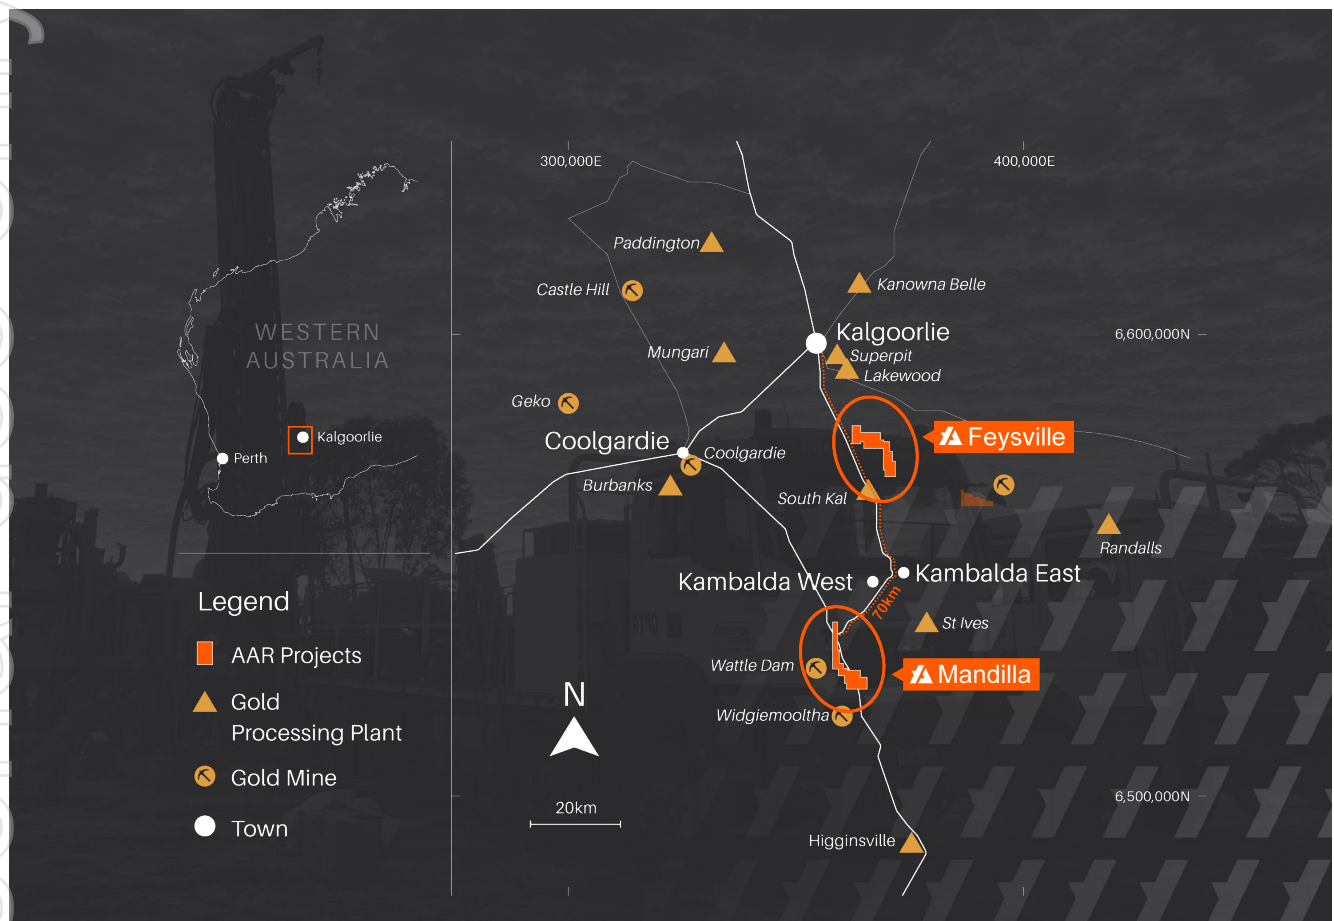 300,000E
400,000E
Paddington
Castle Hill
Kanowna Belle
WESTERN
AUSTRALIA
Kalgoorlie
6,600,000N
Mungari
Superpit
Lakewood
Geko
Kalgoorlie
Coolgardie
Feysville
Perth
Coolgardie
Burbanks
South Kal
Randalls
Kambalda West
Kambalda East
Legend
70km
St Ives
AAR Projects
Wattle Dam
Mandilla
Gold
Processing Plant
N
Widgiemooltha
Gold Mine
20km
6,500,000N
Town
Higginsville